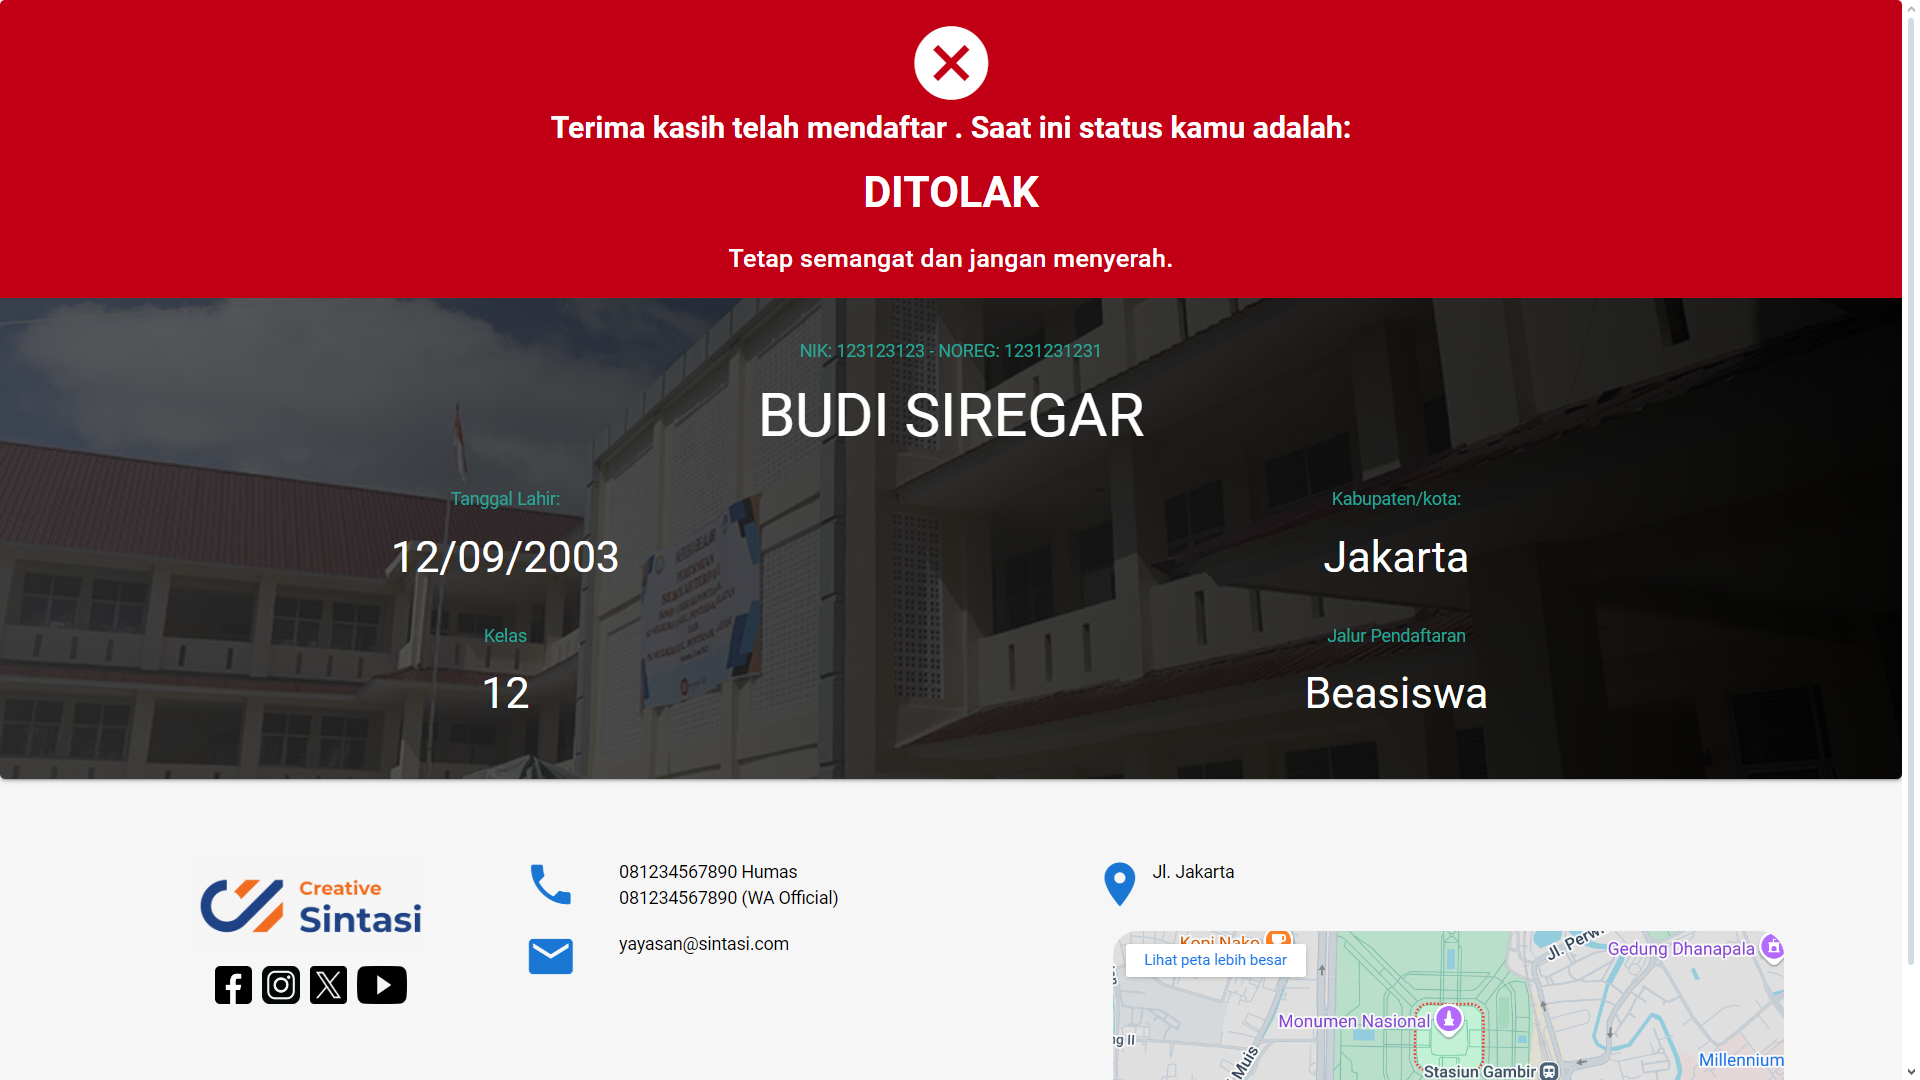 Terima kasih telah mendaftar . Saat ini status kamu adalah:
DITOLAK
Tetap semangat dan jangan menyerah.
NIK: 123123123 - NOREG: 1231231231
BUDI SIREGAR
Tanggal Lahir:
12/09/2003
Kabupaten/kota:
Jakarta
Kelas
12
Jalur Pendaftaran
Beasiswa
Creative
Sintasi
081234567890 Humas
081234567890 (WA Official)
yayasan@sintasi.com
Jl. Jakarta
Kopi Nako
Lihat peta lebih besar
Jl. Perwi
Gedung Dhanapala
Monumen Nasional
ng II
Muis
Millennium
Stasiun Gambir